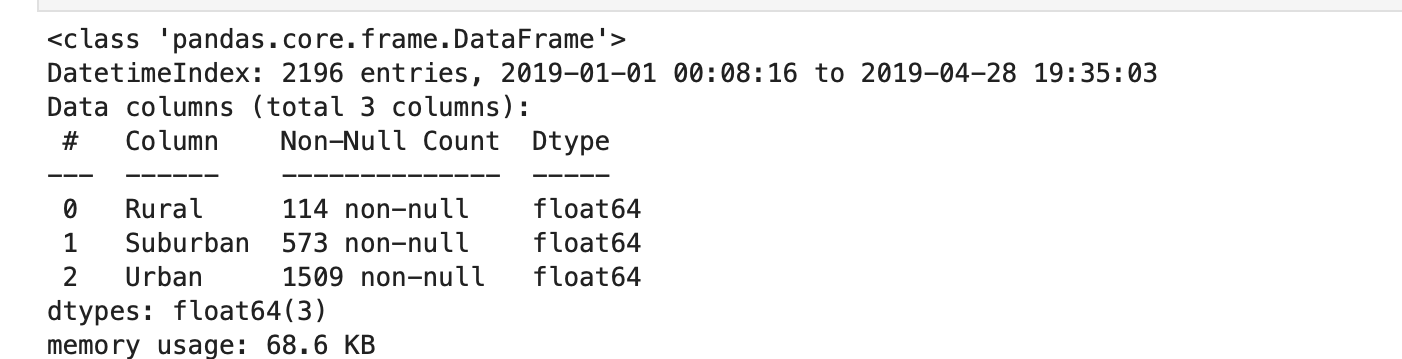 <class 'pandas.core.frame.DataFrame'>
DatetimeIndex: 2196 entries, 2019-01-01 00:08:16 to 2019-04-28 19:35:03
Data columns (total 3 columns):
 #   Column    Non-Null Count  Dtype
---  ------    --------------  -----
 0   Rural     114 non-null    float64
 1   Suburban  573 non-null    float64
 2   Urban     1509 non-null   float64
dtypes: float64(3)
memory usage: 68.6 KB